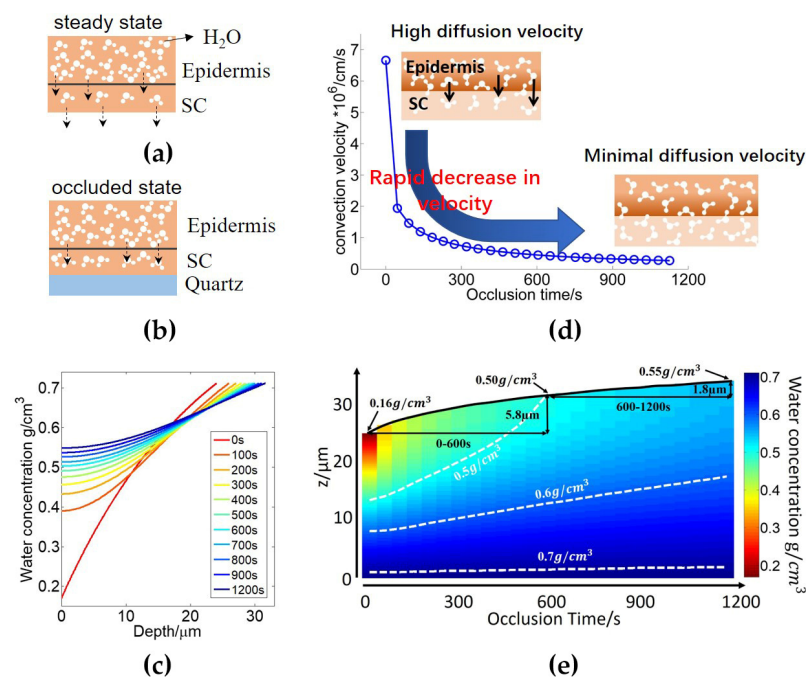 steady state
H₂O
Epidermis
SC
(a)
occluded state
Epidermis
SC
Quartz
(b)
High diffusion velocity
Epidermis
SC
Minimal diffusion velocity
Rapid decrease in
velocity
convection velocity *10⁶/cm/s
7
6
5
4
3
2
1
0
0 300 600 900 1200
Occlusion time/s
(d)
Water concentration g/cm³
0.7
0.6
0.5
0.4
0.3
0.2
0 10 20 30
Depth/μm
0s
100s
200s
300s
400s
500s
600s
700s
800s
900s
1200s
(c)
z/μm
30
20
10
0
0 300 600 900 1200
Occlusion Time/s
0.16g/cm³
0.50g/cm³
0.55g/cm³
5.8μm
1.8μm
0-600s
600-1200s
0.5g/cm³
0.6g/cm³
0.7g/cm³
0.7
0.6
0.5
0.4
0.3
0.2
Water concentration g/cm³
(e)